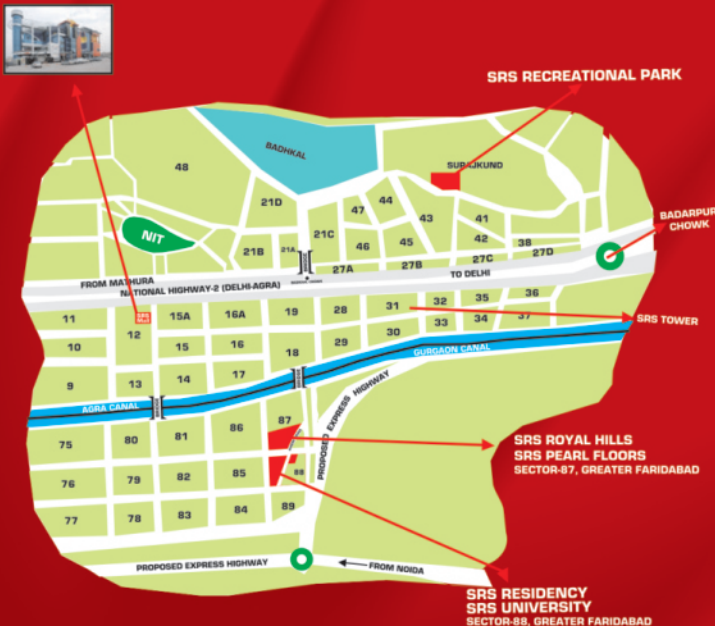 SRS RECREATIONAL PARK
BADHKAL
SURAJKUND
48
21D
47
44
43
41
BADARPUR
CHOWK
NIT
21C
42
38
21B
21A
46
45
27C
27D
BRIDGE
27A
27B
FROM MATHURA
TO DELHI
NATIONAL HIGHWAY-2 (DELHI-AGRA)
11
15A
16A
19
28
31
32
35
36
12
SRS TOWER
10
15
16
18
29
30
33
34
37
GURGAON CANAL
9
13
14
17
BRIDGE
AGRA CANAL
BRIDGE
PROPOSED EXPRESS HIGHWAY
75
80
81
86
87
SRS ROYAL HILLS
SRS PEARL FLOORS
SECTOR-87, GREATER FARIDABAD
76
79
82
85
88
77
78
83
84
89
PROPOSED EXPRESS HIGHWAY
FROM NOIDA
SRS RESIDENCY
SRS UNIVERSITY
SECTOR-88, GREATER FARIDABAD